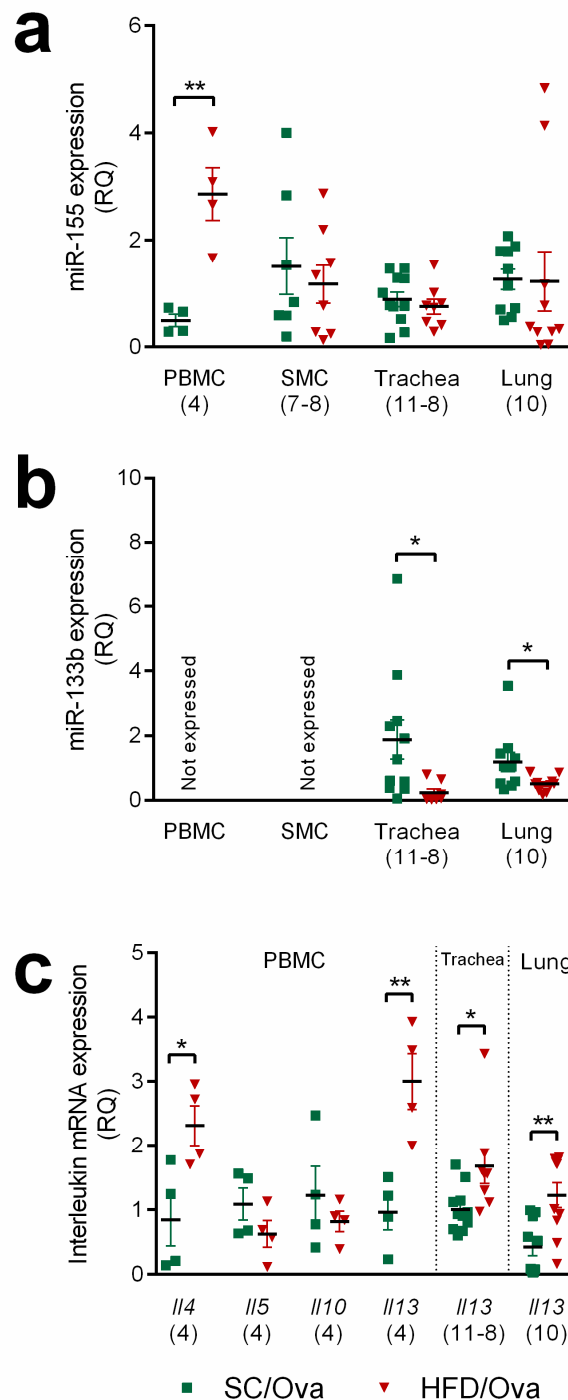 a
miR-155 expression
(RQ)
6
4
2
0
**
PBMC SMC Trachea Lung
(4) (7-8) (11-8) (10)
b
miR-133b expression
(RQ)
10
8
6
4
2
0
Not expressed
Not expressed
*
*
PBMC SMC Trachea Lung
(11-8) (10)
c
Interleukin mRNA expression
(RQ)
5
4
3
2
1
0
PBMC Trachea Lung
*
**
*
**
Il4 Il5 Il10 Il13 Il13 Il13
(4) (4) (4) (4) (11-8) (10)
SC/Ova HFD/Ova